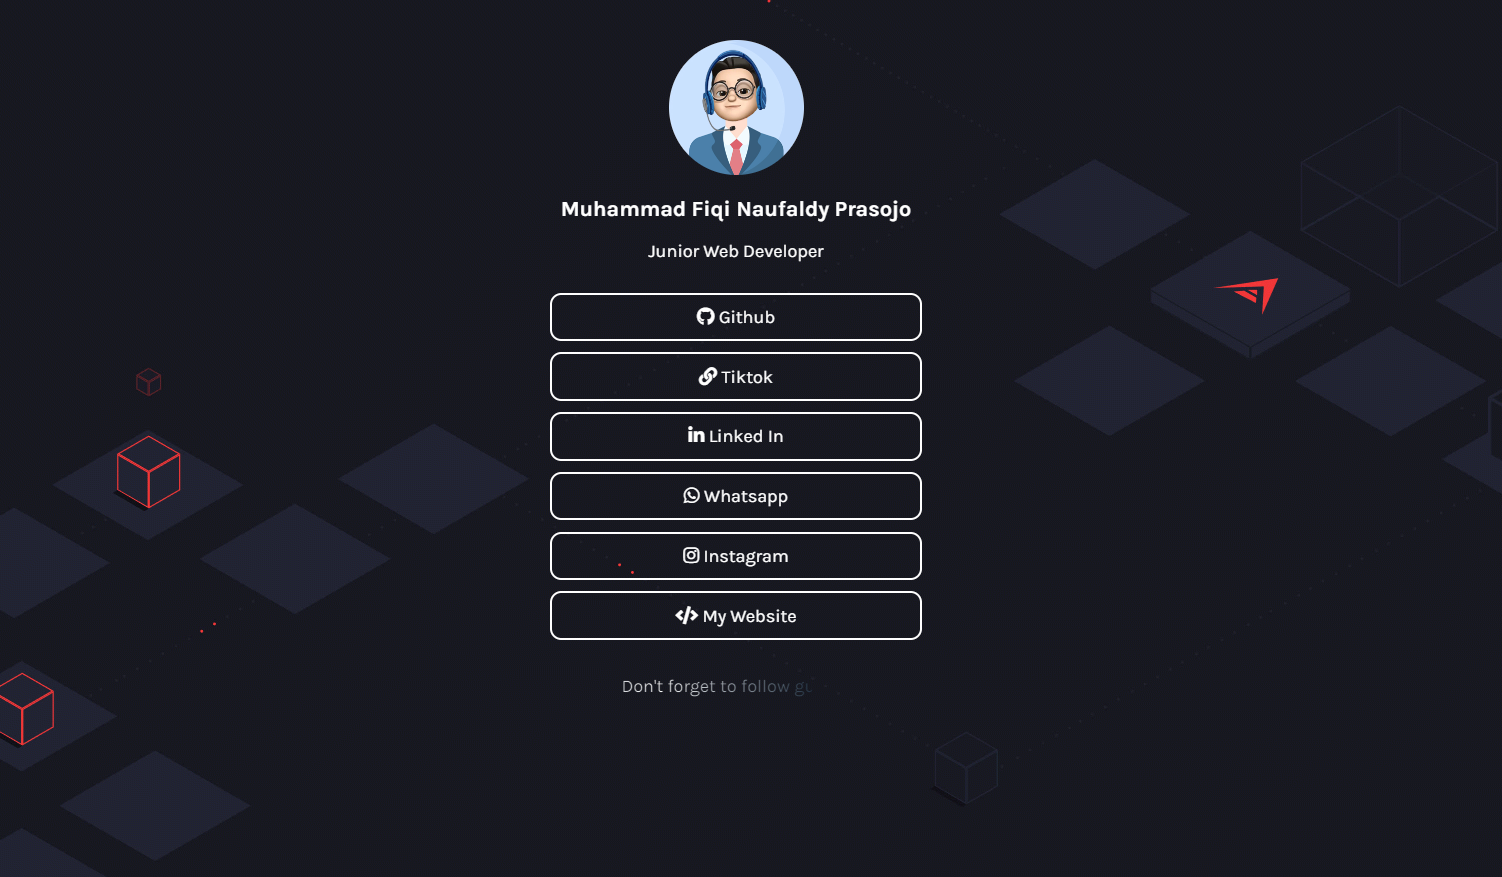 Muhammad Fiqi Naufaldy Prasojo
Junior Web Developer
Github
Tiktok
Linked In
Whatsapp
Instagram
My Website
Don't forget to follow